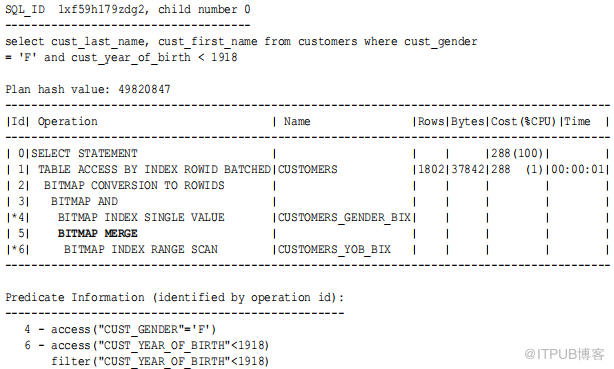 SQL_ID  1xf59h179zdg2, child number 0
-------------------------------------
select cust_last_name, cust_first_name from customers where cust_gender
= 'F' and cust_year_of_birth < 1918

Plan hash value: 49820847
-------------------------------------------------------------------------------------------
|Id| Operation                           | Name                |Rows|Bytes|Cost(%CPU)|Time    |
-------------------------------------------------------------------------------------------
| 0|SELECT STATEMENT                     |                     |    |     |288(100)|        |
| 1| TABLE ACCESS BY INDEX ROWID BATCHED|CUSTOMERS            |1802|37842|288  (1)|00:00:01|
| 2|  BITMAP CONVERSION TO ROWIDS        |                     |    |     |        |        |
| 3|   BITMAP AND                        |                     |    |     |        |        |
|*4|    BITMAP INDEX SINGLE VALUE        |CUSTOMERS_GENDER_BIX|    |     |        |        |
| 5|    BITMAP MERGE                     |                     |    |     |        |        |
|*6|     BITMAP INDEX RANGE SCAN         |CUSTOMERS_YOB_BIX    |    |     |        |        |
-------------------------------------------------------------------------------------------

Predicate Information (identified by operation id):
---------------------------------------------------
   4 - access("CUST_GENDER"='F')
   6 - access("CUST_YEAR_OF_BIRTH"<1918)
       filter("CUST_YEAR_OF_BIRTH"<1918)
@ITPUB博客